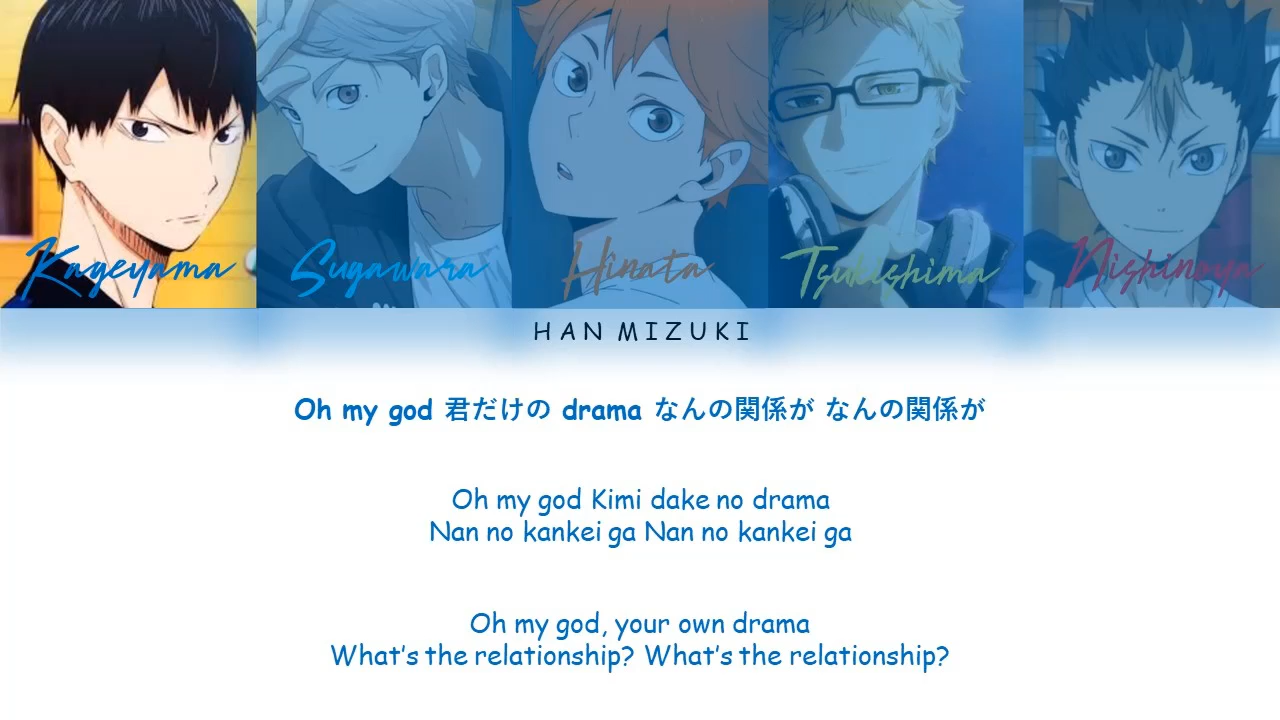 Kageyama
Sugawara
Hinata
Tsukishima
Nishinoya
HAN MIZUKI
Oh my god 君だけの drama なんの関係が なんの関係が
Oh my god Kimi dake no drama
Nan no kankei ga Nan no kankei ga
Oh my god, your own drama
What's the relationship? What's the relationship?